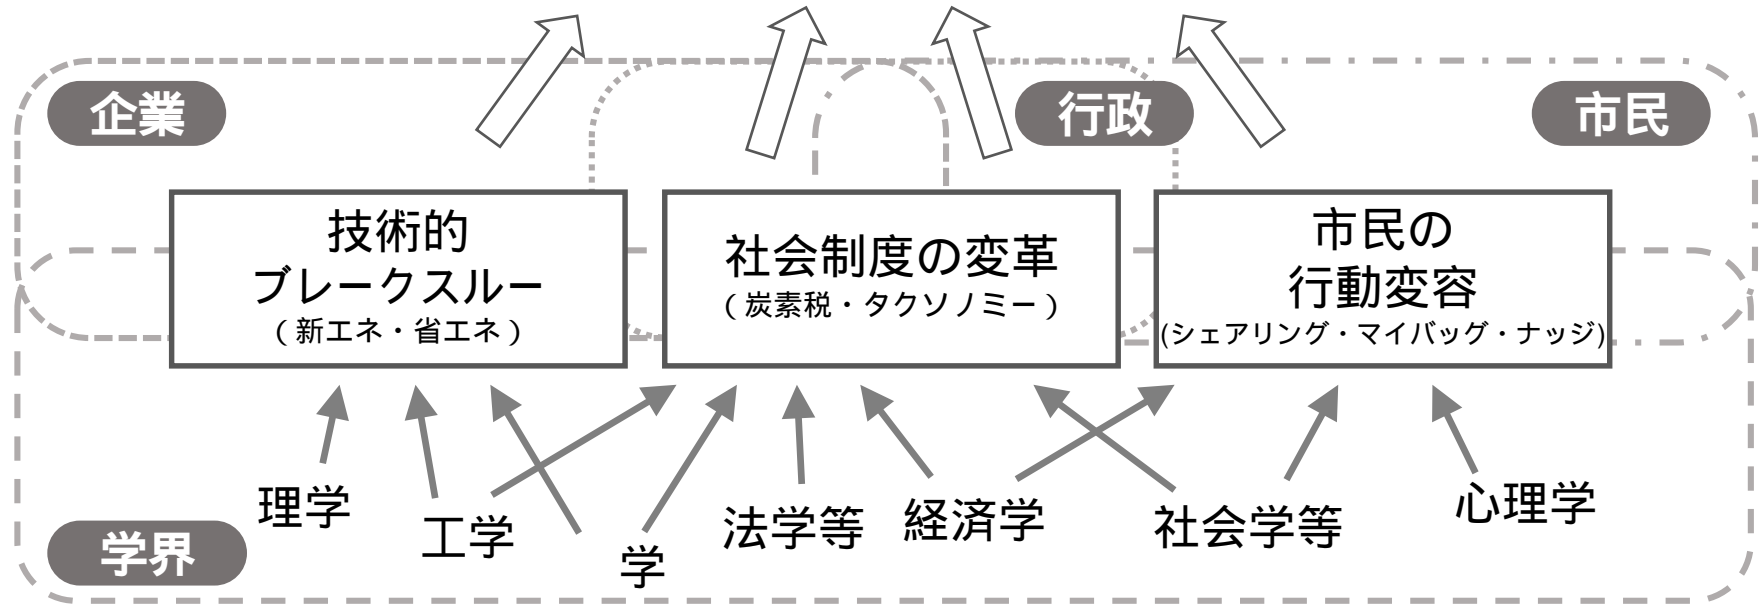 企業
行政
市民
技術的
ブレークスルー
（新エネ・省エネ）
社会制度の変革
（炭素税・タクソノミー）
市民の
行動変容
(シェアリング・マイバッグ・ナッジ)
理学
工学
学
法学等
経済学
社会学等
心理学
学界